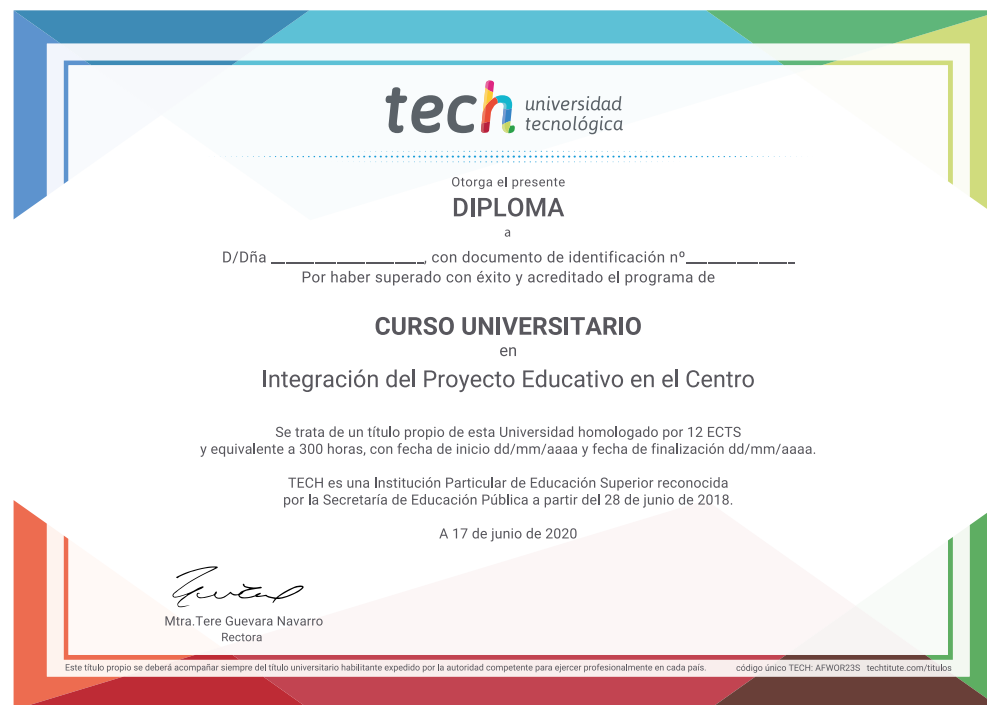 tech universidad
tecnológica
Otorga el presente
DIPLOMA
a
D/Dña ____________________, con documento de identificación nº______________
Por haber superado con éxito y acreditado el programa de
CURSO UNIVERSITARIO
en
Integración del Proyecto Educativo en el Centro
Se trata de un título propio de esta Universidad homologado por 12 ECTS
y equivalente a 300 horas, con fecha de inicio dd/mm/aaaa y fecha de finalización dd/mm/aaaa.
TECH es una Institución Particular de Educación Superior reconocida
por la Secretaría de Educación Pública a partir del 28 de junio de 2018.
A 17 de junio de 2020
Mtra.Tere Guevara Navarro
Rectora
Este título propio se deberá acompañar siempre del título universitario habilitante expedido por la autoridad competente para ejercer profesionalmente en cada país. código único TECH: AFWOR23S techtitute.com/titulos